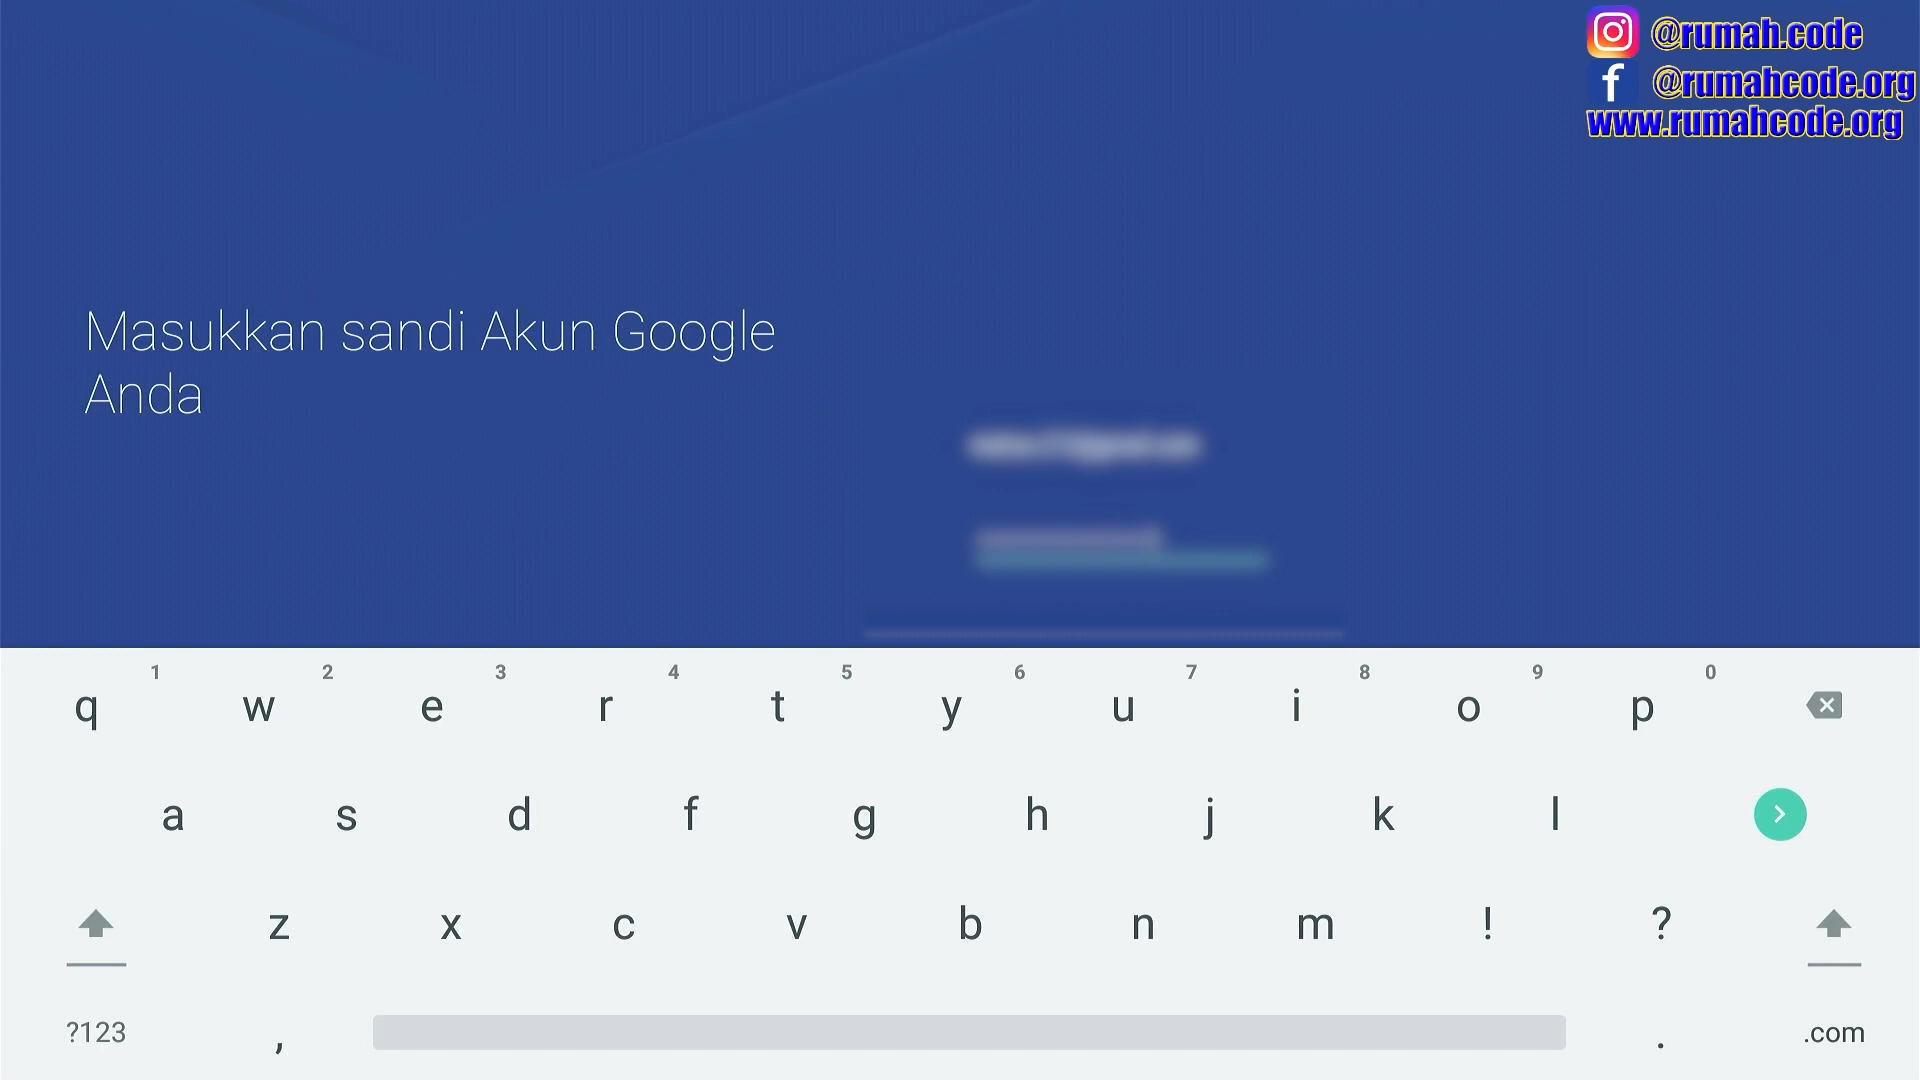 @rumah.code
@rumahcode.org
www.rumahcode.org
Masukkan sandi Akun Google
Anda
1 2 3 4 5 6 7 8 9 0
q w e r t y u i o p
a s d f g h j k l
z x c v b n m ! ?
?123 , . .com